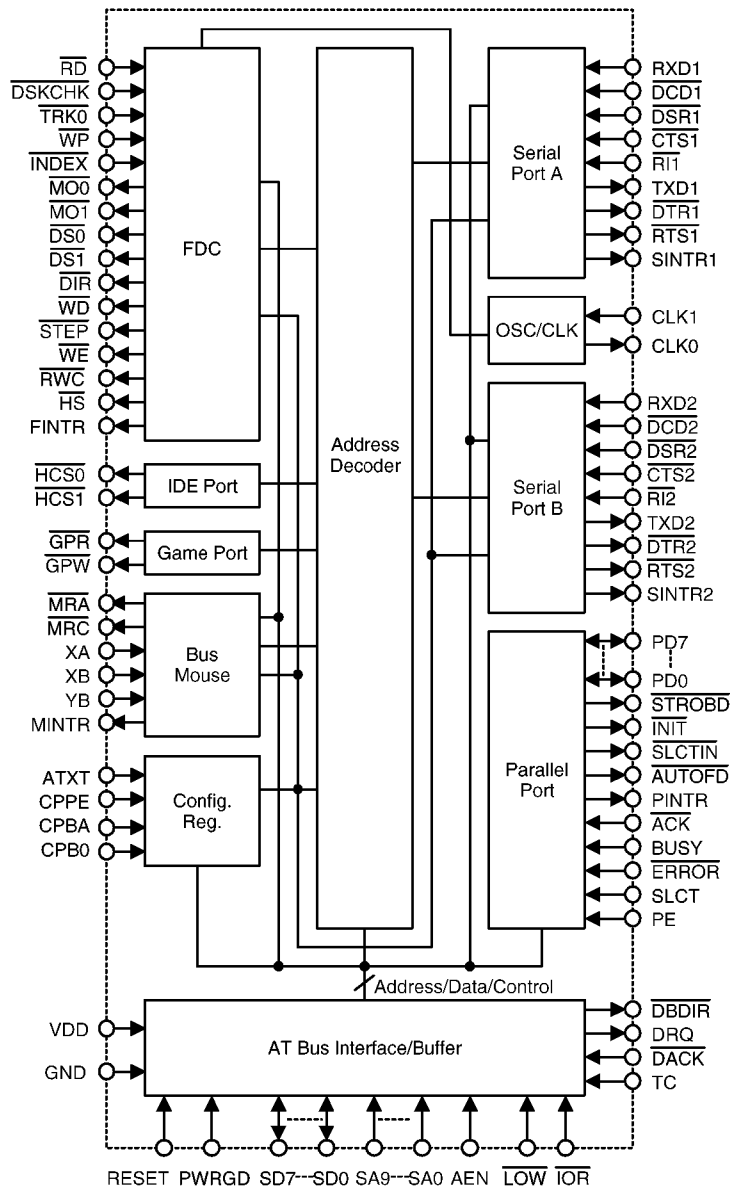 RD
DSKCHK
TRK0
WP
INDEX
MO0
MO1
DS0
DS1
DIR
WD
STEP
WE
RWC
HS
FINTR
HCS0
HCS1
GPR
GPW
MRA
MRC
XA
XB
YB
MINTR
ATXT
CPPE
CPBA
CPB0
VDD
GND
FDC
IDE Port
Game Port
Bus
Mouse
Config.
Reg.
Address
Decoder
Serial
Port A
OSC/CLK
Serial
Port B
Parallel
Port
Address/Data/Control
AT Bus Interface/Buffer
RXD1
DCD1
DSR1
CTS1
RI1
TXD1
DTR1
RTS1
SINTR1
CLK1
CLK0
RXD2
DCD2
DSR2
CTS2
RI2
TXD2
DTR2
RTS2
SINTR2
PD7
PD0
STROBD
INIT
SLCTIN
AUTOFD
PINTR
ACK
BUSY
ERROR
SLCT
PE
DBDIR
DRQ
DACK
TC
RESET PWRGD SD7 SD0 SA9 SA0 AEN LOW IOR